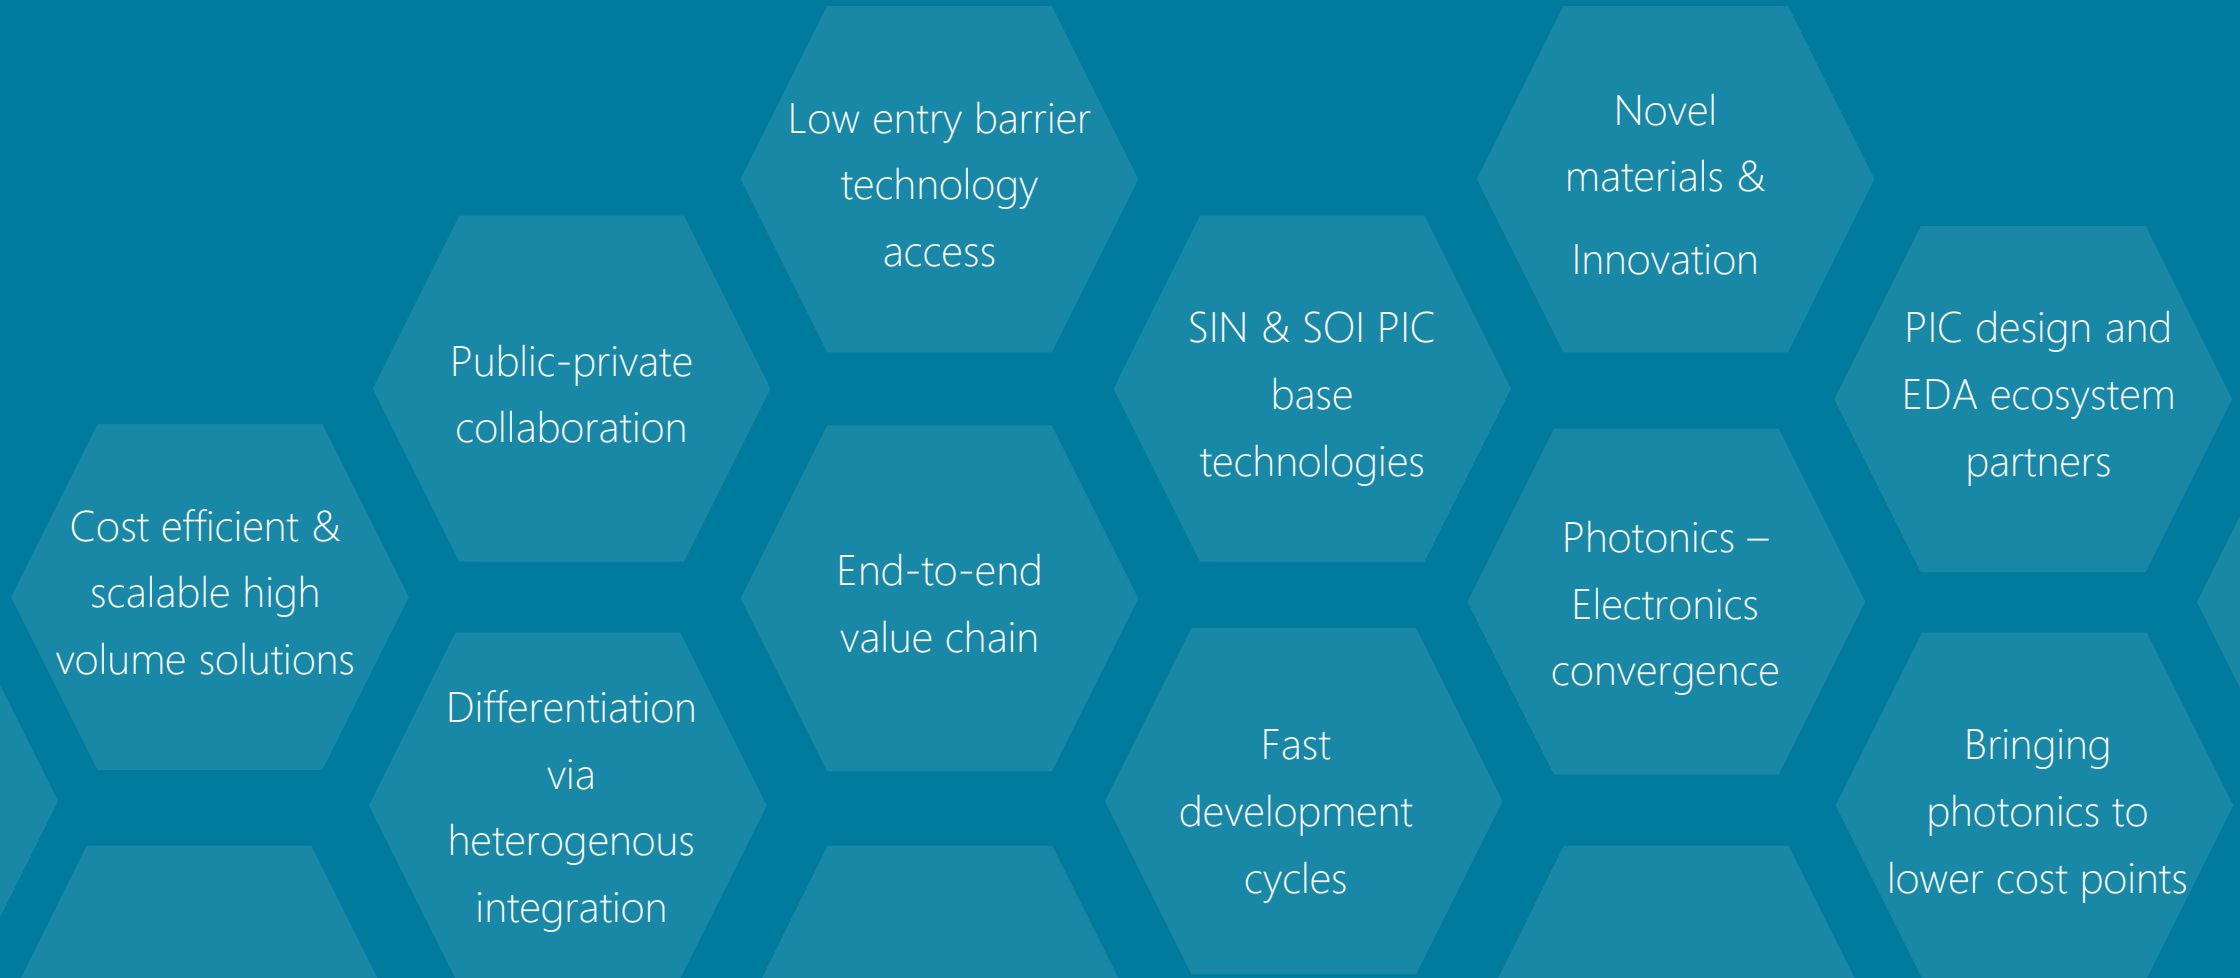 Low entry barrier
technology
access
Novel
materials &
Innovation
Public-private
collaboration
SIN & SOI PIC
base
technologies
PIC design and
EDA ecosystem
partners
Cost efficient &
scalable high
volume solutions
End-to-end
value chain
Photonics –
Electronics
convergence
Differentiation
via
heterogenous
integration
Fast
development
cycles
Bringing
photonics to
lower cost points